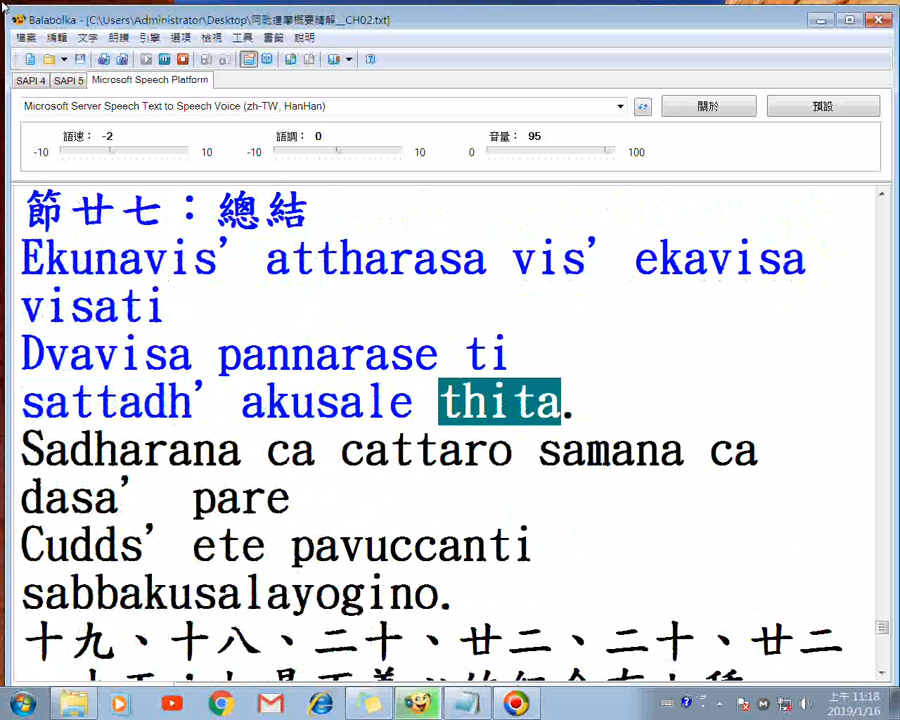 Balabolka - [C:\Users\Administrator\Desktop\阿毗達摩概要精解__CH02.txt]
檔案 編輯 文字 朗讀 引擎 選項 檢視 工具 書籤 說明
SAPI 4 SAPI 5 Microsoft Speech Platform
Microsoft Server Speech Text to Speech Voice (zh-TW, HanHan) 關於 預設
語速： -2 語調： 0 音量： 95
-10 10 -10 10 0 100
節廿七：總結
Ekunavis’ attharasa vis’ ekavisa
visati
Dvavisa pannarase ti
sattadh’ akusale thita.
Sadharana ca cattaro samana ca
dasa’ pare
Cudds’ ete pavuccanti
sabbakusalayogino.
十九、十八、二十、廿二、二十、廿二
上午 11:18
2019/1/16